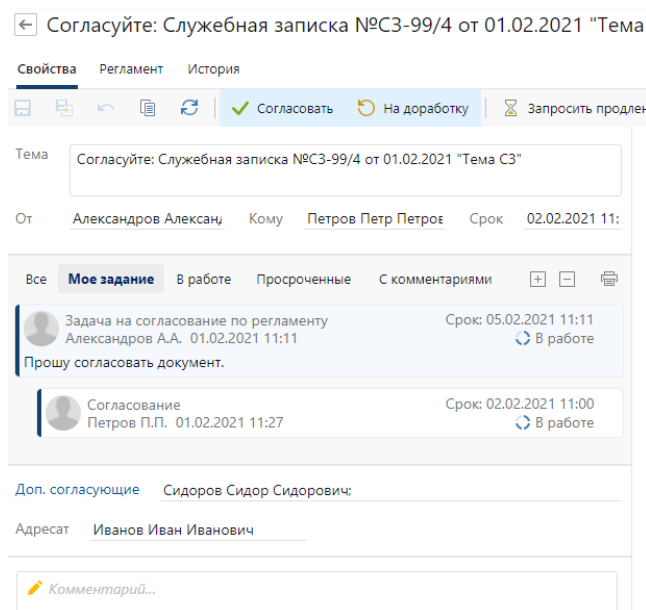 Согласуйте: Служебная записка №СЗ-99/4 от 01.02.2021 "Тема
Свойства Регламент История
Согласовать На доработку Запросить продлен
Тема Согласуйте: Служебная записка №СЗ-99/4 от 01.02.2021 "Тема СЗ"
От Александров Алексан Кому Петров Петр Петров Срок 02.02.2021 11:
Все Мое задание В работе Просроченные С комментариями
Задача на согласование по регламенту Срок: 05.02.2021 11:11
Александров А.А. 01.02.2021 11:11 В работе
Прошу согласовать документ.
Согласование Срок: 02.02.2021 11:00
Петров П.П. 01.02.2021 11:27 В работе
Доп. согласующие Сидоров Сидор Сидорович;
Адресат Иванов Иван Иванович
Комментарий...